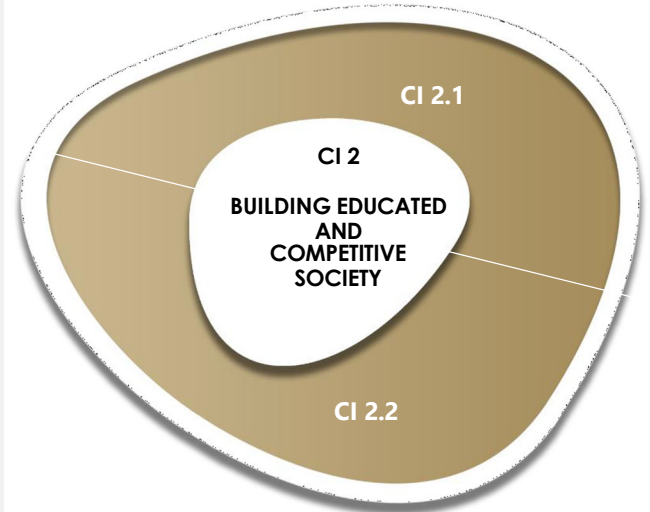 CI 2.1
CI 2
BUILDING EDUCATED
AND
COMPETITIVE
SOCIETY
CI 2.2